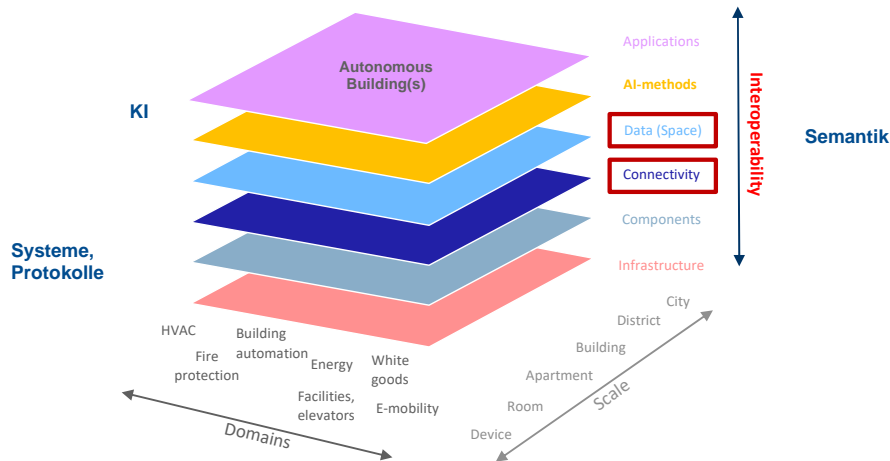 Applications
Autonomous
Building(s)
AI-methods
KI
Data (Space)
Interoperability
Semantik
Connectivity
Components
Systeme,
Protokolle
Infrastructure
HVAC
Building
automation
Fire
protection
Energy
White
goods
Facilities,
elevators
E-mobility
Domains
City
District
Building
Apartment
Room
Device
Scale